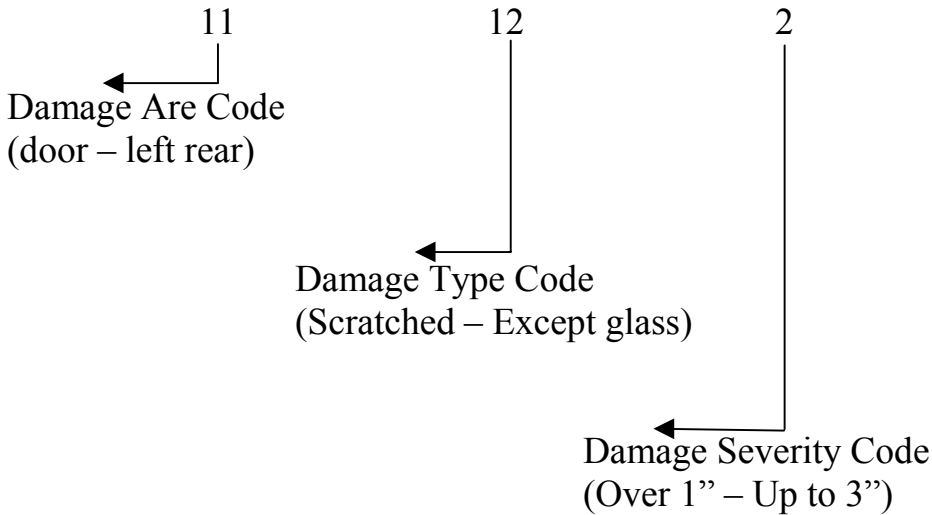 11 12 2
Damage Are Code
(door – left rear)
Damage Type Code
(Scratched – Except glass)
Damage Severity Code
(Over 1” – Up to 3”)